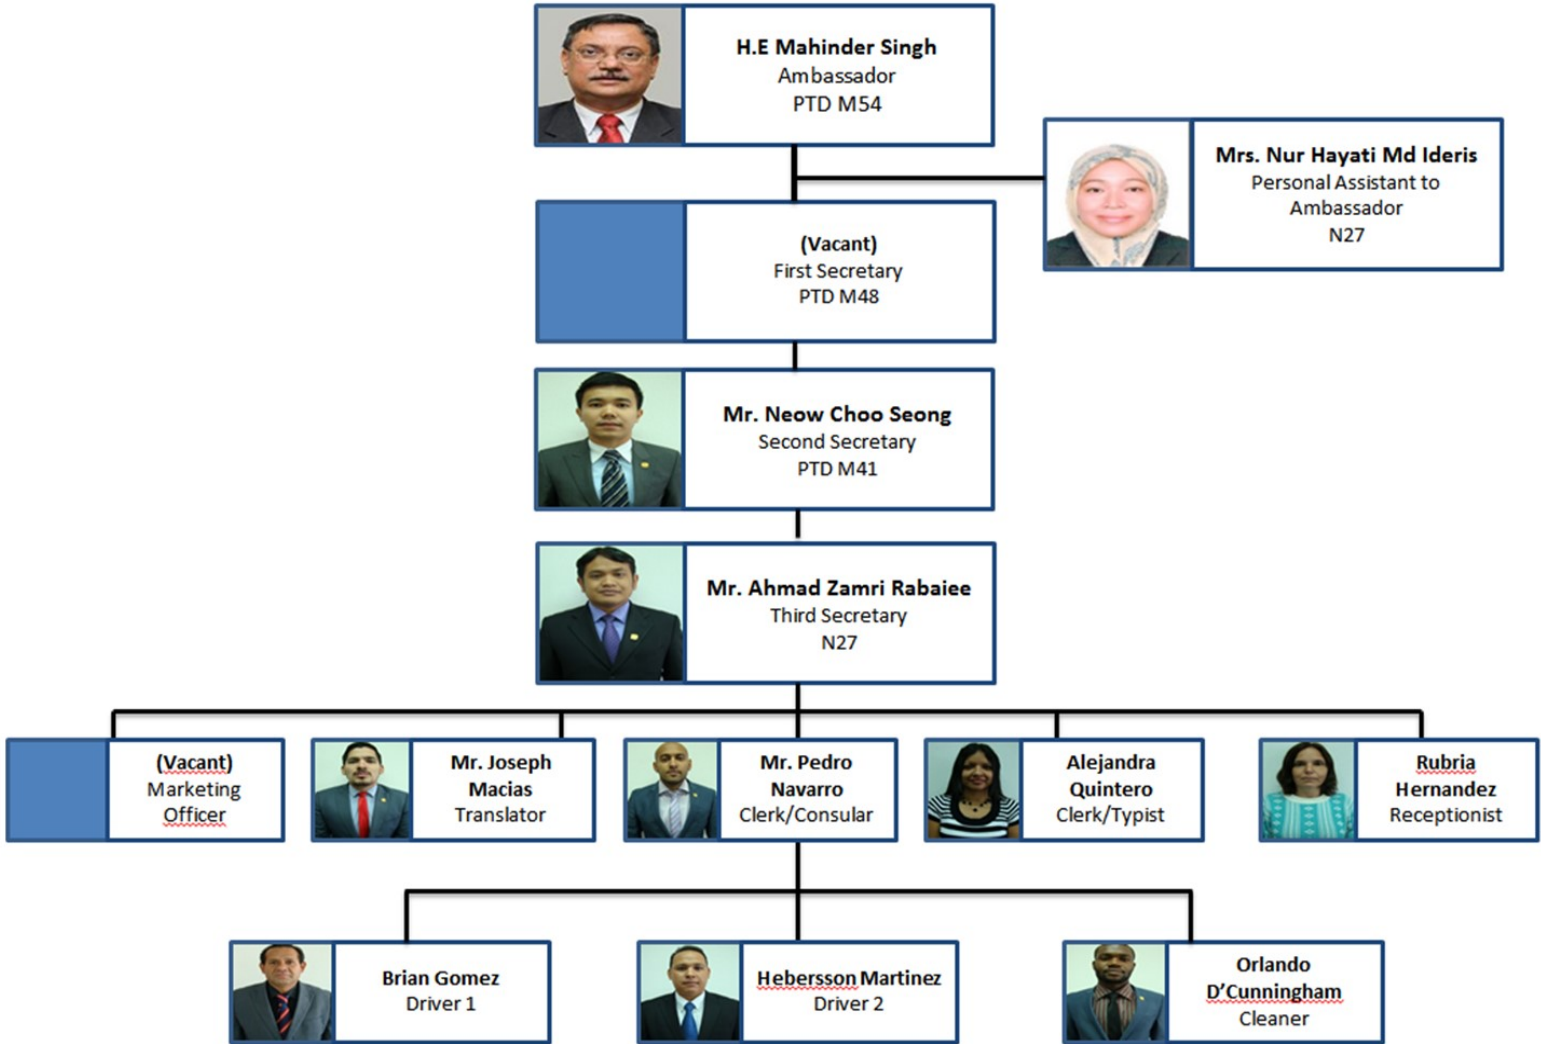 H.E Mahinder Singh
Ambassador
PTD M54
Mrs. Nur Hayati Md Ideris
Personal Assistant to
Ambassador
N27
(Vacant)
First Secretary
PTD M48
Mr. Neow Choo Seong
Second Secretary
PTD M41
Mr. Ahmad Zamri Rabaiee
Third Secretary
N27
(Vacant)
Marketing
Officer
Mr. Joseph
Macias
Translator
Mr. Pedro
Navarro
Clerk/Consular
Alejandra
Quintero
Clerk/Typist
Rubria
Hernandez
Receptionist
Brian Gomez
Driver 1
Hebersson Martinez
Driver 2
Orlando
D’Cunningham
Cleaner